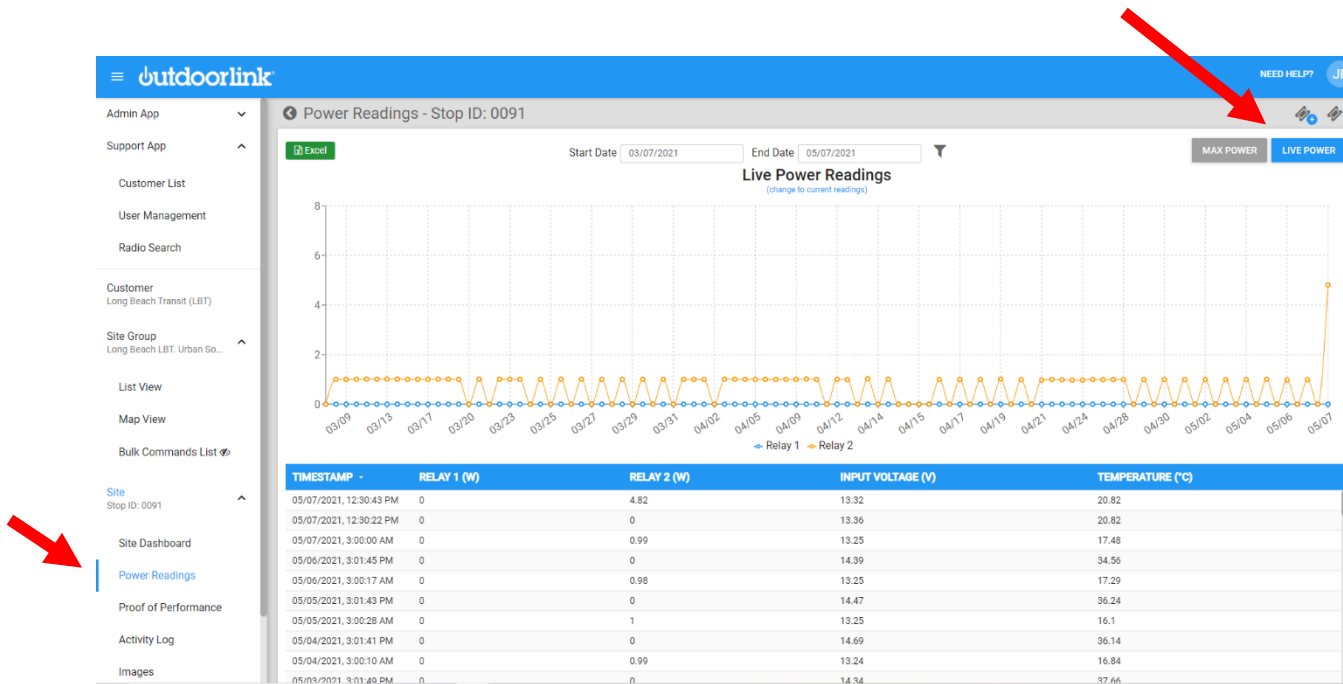 outdoorlink
NEED HELP?
Admin App
Support App
Customer List
User Management
Radio Search
Customer
Long Beach Transit (LBT)
Site Group
Long Beach LBT. Urban So...
List View
Map View
Bulk Commands List
Site
Stop ID: 0091
Site Dashboard
Power Readings
Proof of Performance
Activity Log
Images
Power Readings - Stop ID: 0091
Excel
Start Date 03/07/2021 End Date 05/07/2021
MAX POWER LIVE POWER
Live Power Readings
(change to current readings)
8
6
4
2
0
03/09 03/13 03/17 03/20 03/23 03/25 03/27 03/29 03/31 04/02 04/05 04/09 04/12 04/14 04/15 04/17 04/19 04/21 04/24 04/28 04/30 05/02 05/04 05/06 05/07
Relay 1 Relay 2
TIMESTAMP RELAY 1 (W) RELAY 2 (W) INPUT VOLTAGE (V) TEMPERATURE (°C)
05/07/2021, 12:30:43 PM 0 4.82 13.32 20.82
05/07/2021, 12:30:22 PM 0 0 13.36 20.82
05/07/2021, 3:00:00 AM 0 0.99 13.25 17.48
05/06/2021, 3:01:45 PM 0 0 14.39 34.56
05/06/2021, 3:00:17 AM 0 0.98 13.25 17.29
05/05/2021, 3:01:43 PM 0 0 14.47 36.24
05/05/2021, 3:00:28 AM 0 1 13.25 16.1
05/04/2021, 3:01:41 PM 0 0 14.69 36.14
05/04/2021, 3:00:10 AM 0 0.99 13.24 16.84
05/03/2021, 3:01:49 PM 0 0 14.34 37.66